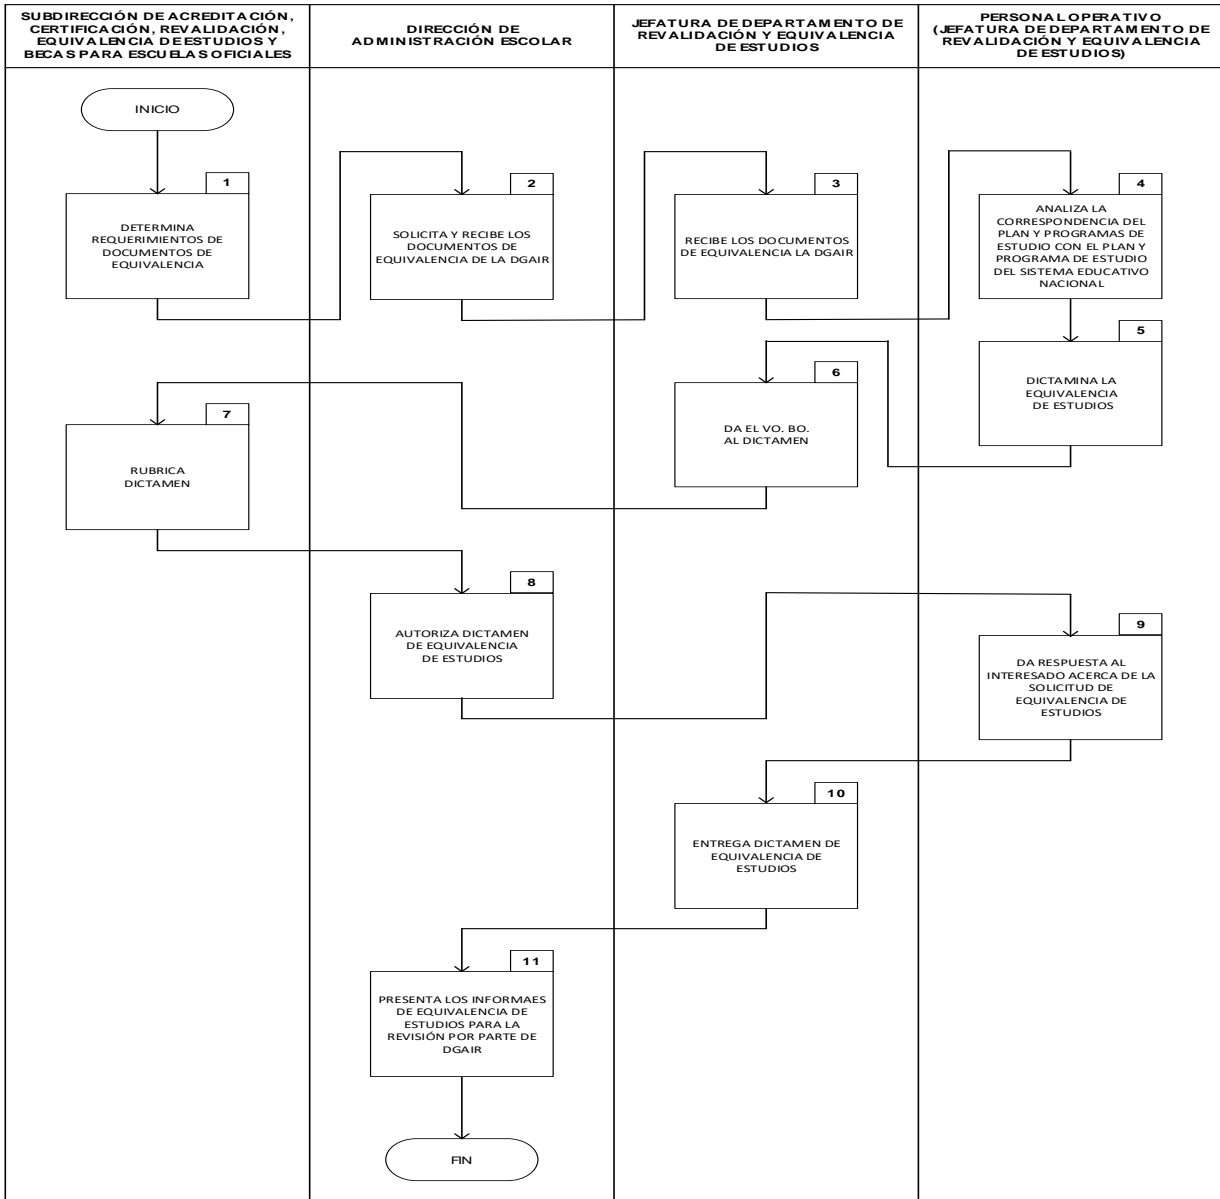 SUBDIRECCIÓN DE ACREDITACIÓN,
CERTIFICACIÓN, REVALIDACIÓN,
EQUIVALENCIA DE ESTUDIOS Y
BECAS PARA ESCUELAS OFICIALES
DIRECCIÓN DE
ADMINISTRACIÓN ESCOLAR
JEFATURA DE DEPARTAMENTO DE
REVALIDACIÓN Y EQUIVALENCIA
DE ESTUDIOS
PERSONAL OPERATIVO
(JEFATURA DE DEPARTAMENTO DE
REVALIDACIÓN Y EQUIVALENCIA
DE ESTUDIOS)
INICIO
1
DETERMINA
REQUERIMIENTOS DE
DOCUMENTOS DE
EQUIVALENCIA
2
SOLICITA Y RECIBE LOS
DOCUMENTOS DE
EQUIVALENCIA DE LA DGAIR
3
RECIBE LOS DOCUMENTOS
DE EQUIVALENCIA LA DGAIR
4
ANALIZA LA
CORRESPONDENCIA DEL
PLAN Y PROGRAMAS DE
ESTUDIO CON EL PLAN Y
PROGRAMA DE ESTUDIO
DEL SISTEMA EDUCATIVO
NACIONAL
5
DICTAMINA LA
EQUIVALENCIA
DE ESTUDIOS
6
DA EL VO. BO.
AL DICTAMEN
7
RUBRICA
DICTAMEN
8
AUTORIZA DICTAMEN
DE EQUIVALENCIA
DE ESTUDIOS
9
DA RESPUESTA AL
INTERESADO ACERCA DE LA
SOLICITUD DE
EQUIVALENCIA DE
ESTUDIOS
10
ENTREGA DICTAMEN DE
EQUIVALENCIA DE
ESTUDIOS
11
PRESENTA LOS INFORMAES
DE EQUIVALENCIA DE
ESTUDIOS PARA LA
REVISIÓN POR PARTE DE
DGAIR
FIN